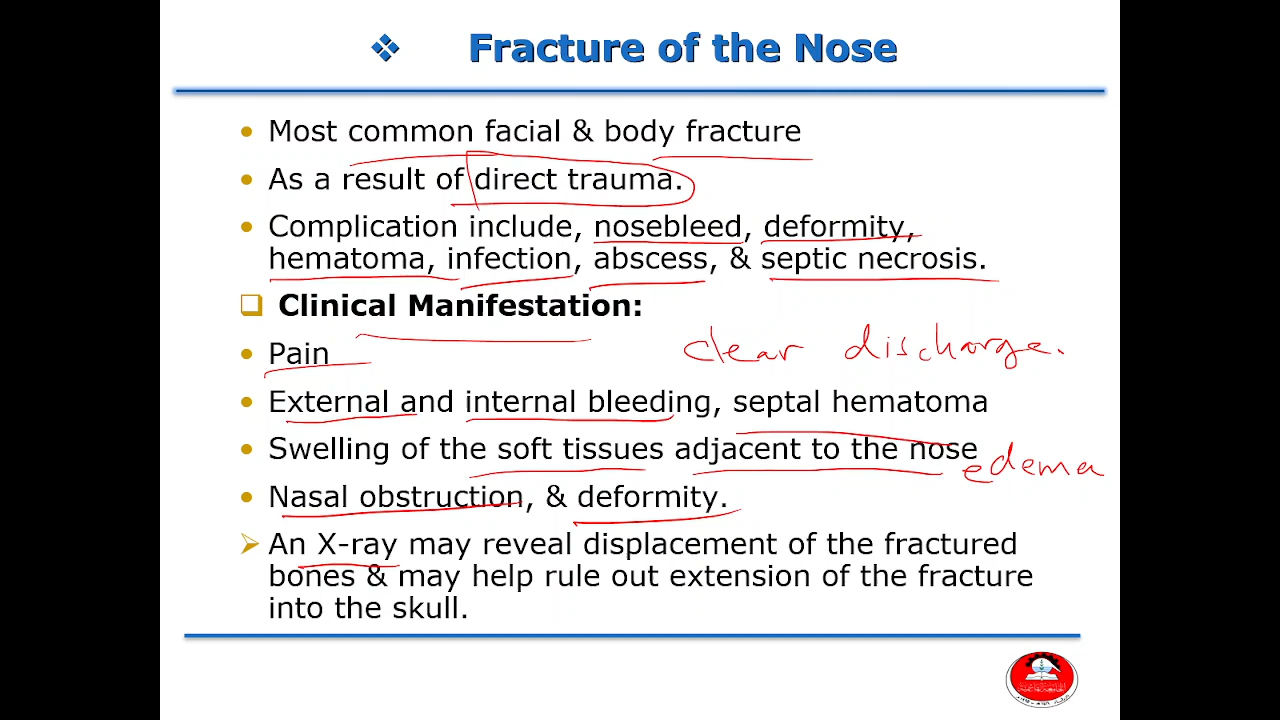 ❖ Fracture of the Nose
• Most common facial & body fracture
• As a result of direct trauma.
• Complication include, nosebleed, deformity,
hematoma, infection, abscess, & septic necrosis.
❑ Clinical Manifestation:
• Pain
clear discharge.
• External and internal bleeding, septal hematoma
• Swelling of the soft tissues adjacent to the nose
edema
• Nasal obstruction, & deformity.
➢ An X-ray may reveal displacement of the fractured
bones & may help rule out extension of the fracture
into the skull.